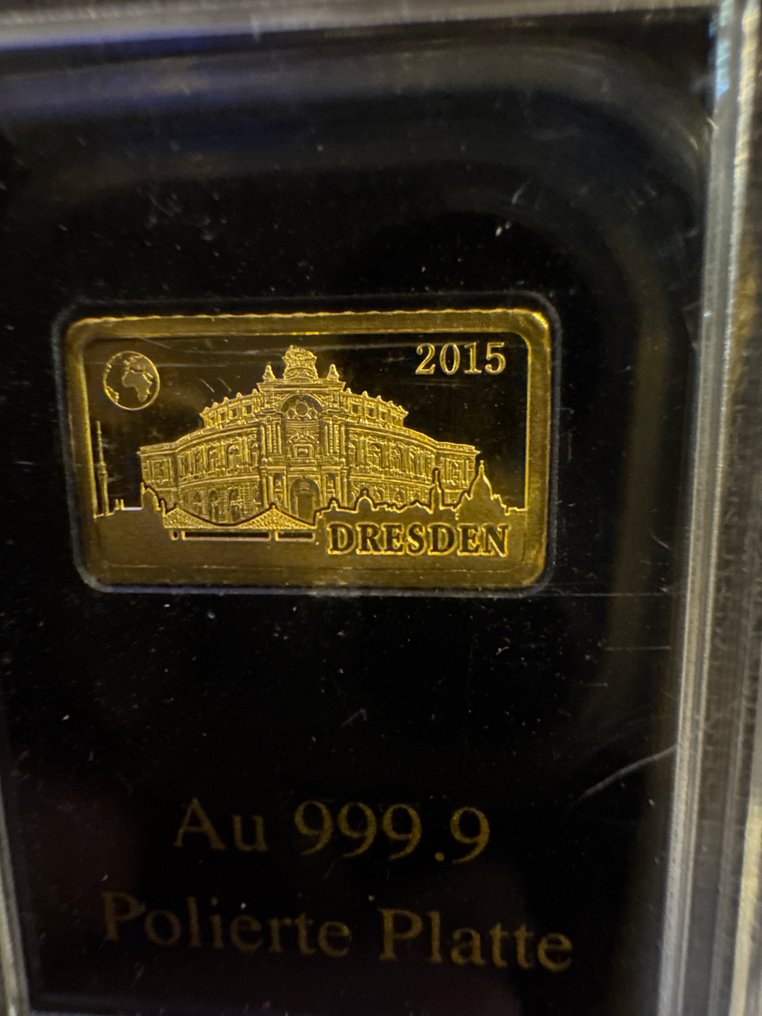 2015
DRESDEN
Au 999.9
Polierte Platte